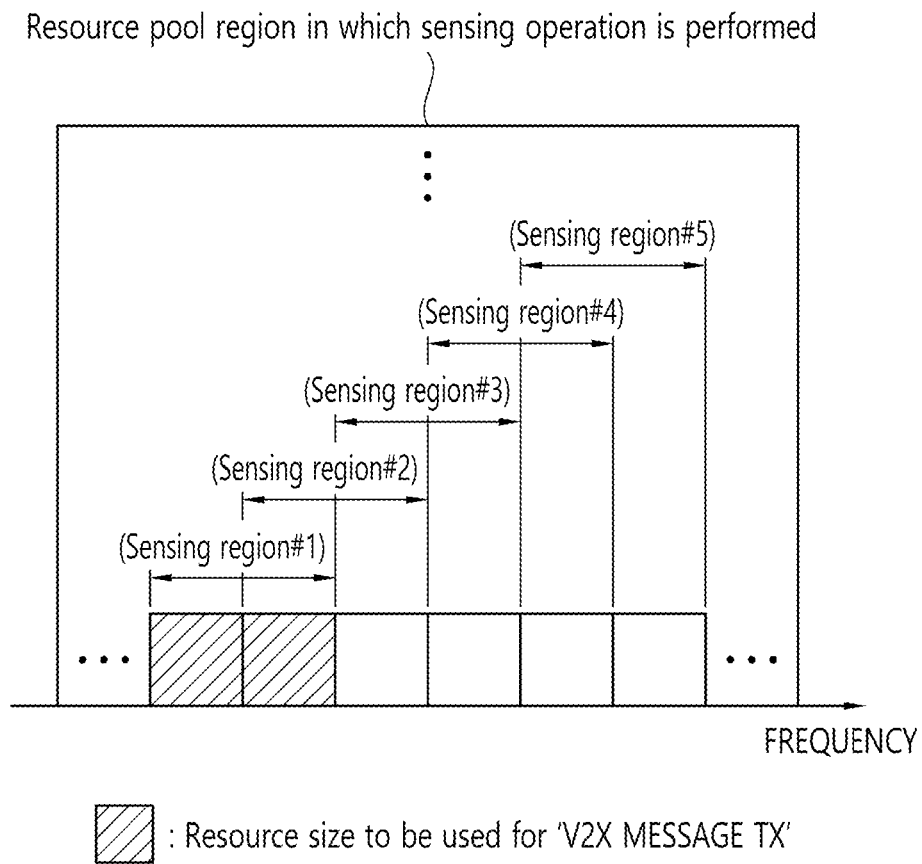 Resource pool region in which sensing operation is performed
(Sensing region#5)
(Sensing region#4)
(Sensing region#3)
(Sensing region#2)
(Sensing region#1)
FREQUENCY
: Resource size to be used for 'V2X MESSAGE TX'